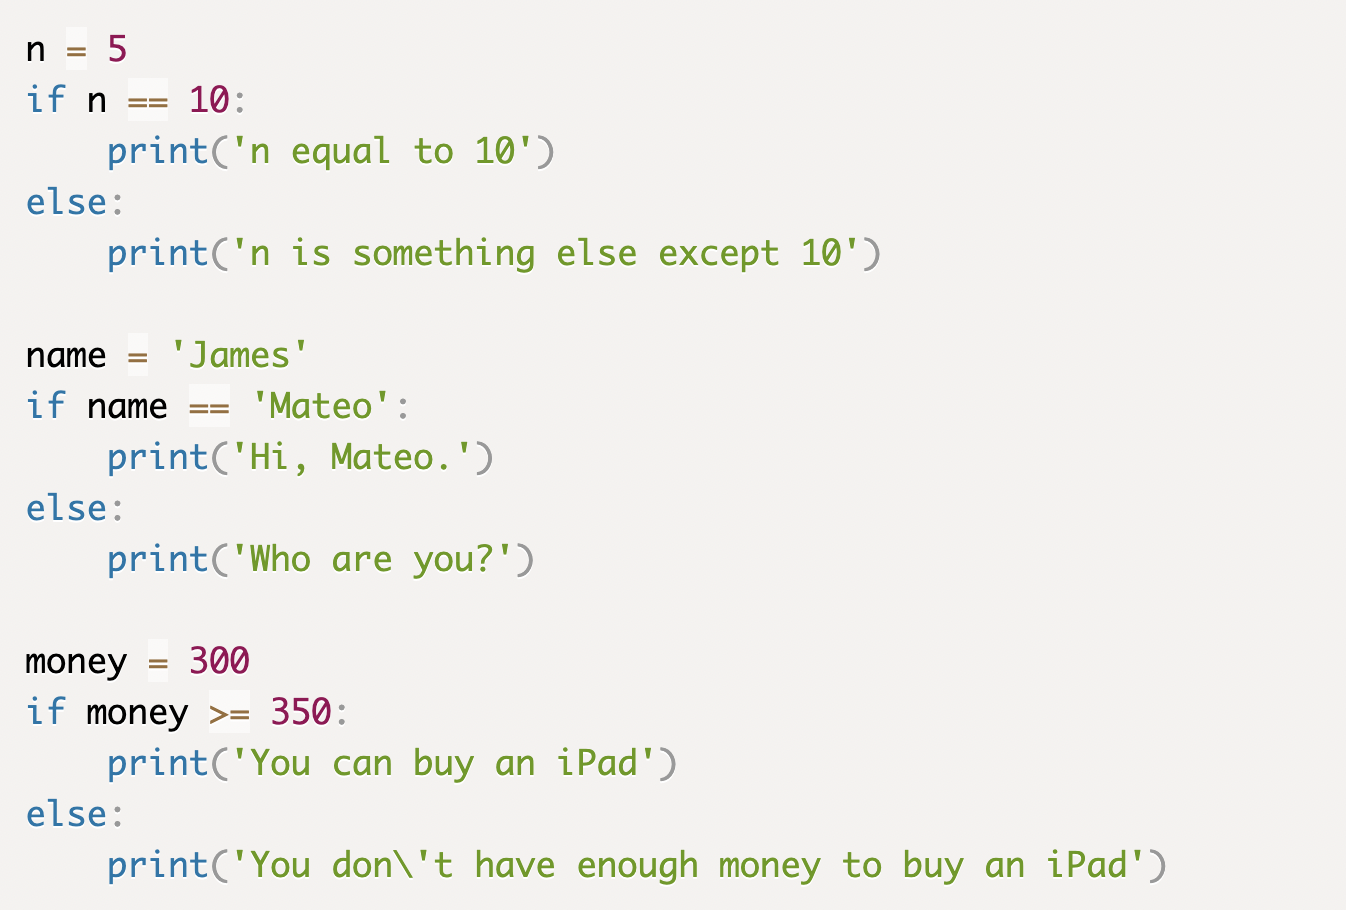 n = 5
if n == 10:
    print('n equal to 10')
else:
    print('n is something else except 10')

name = 'James'
if name == 'Mateo':
    print('Hi, Mateo.')
else:
    print('Who are you?')

money = 300
if money >= 350:
    print('You can buy an iPad')
else:
    print('You don\'t have enough money to buy an iPad')